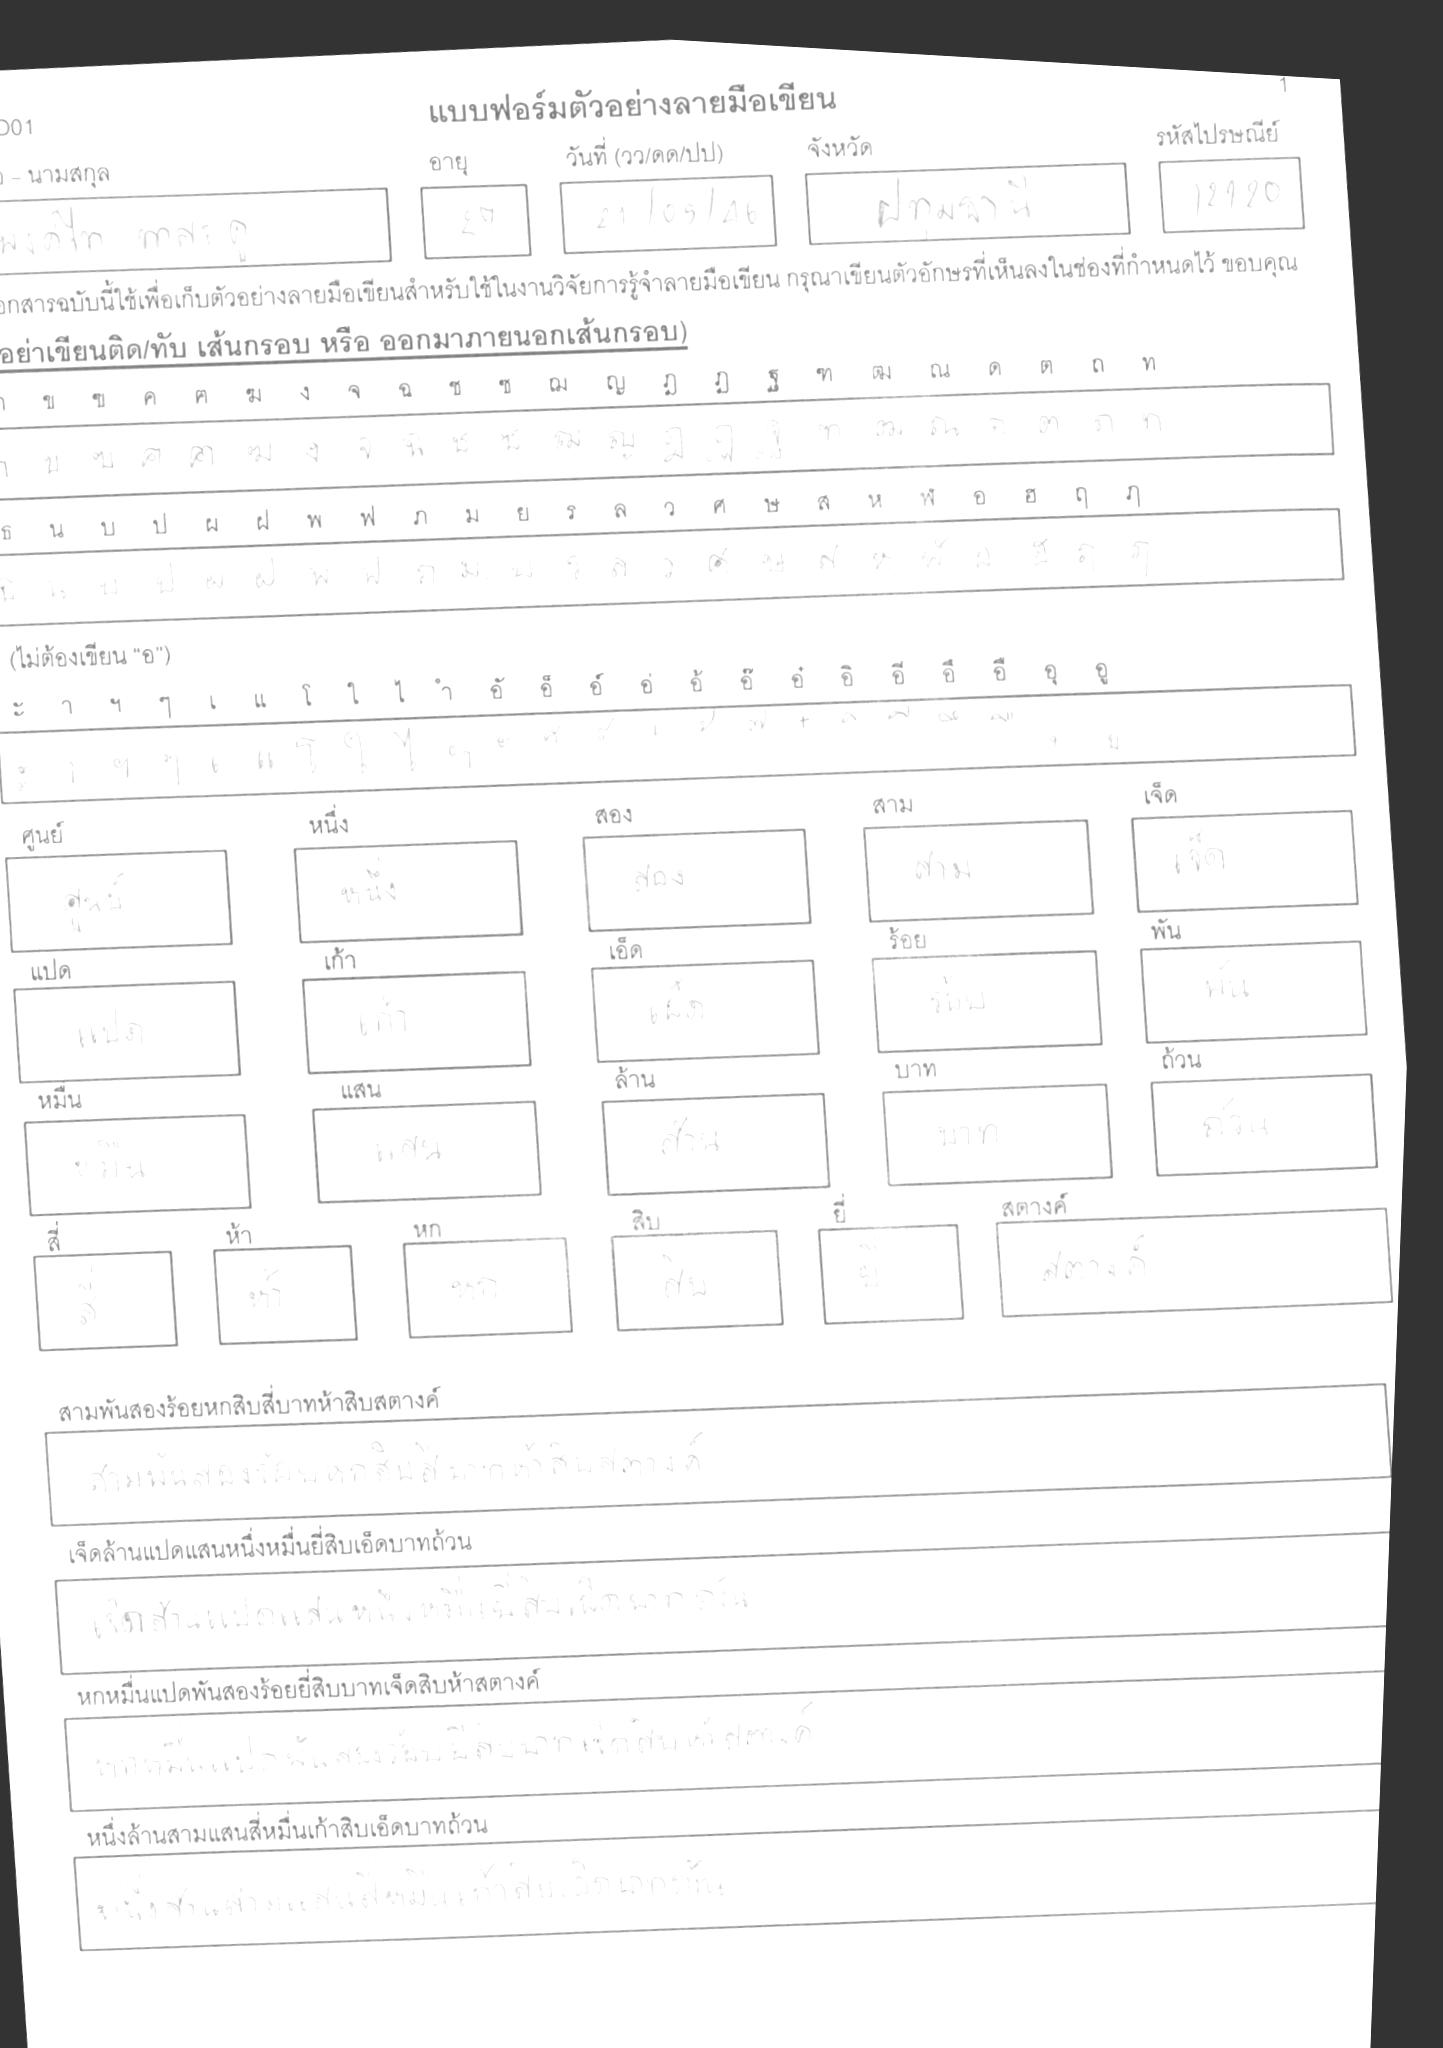 แบบฟอร์มตัวอย่างลายมือเขียน
1
D01
– นามสกุล อายุ วันที่ (วว/ดด/ปป) จังหวัด รหัสไปรษณีย์
21/05/46 ปทุมธานี 12120
อกสารฉบับนี้ใช้เพื่อเก็บตัวอย่างลายมือเขียนสำหรับใช้ในงานวิจัยการรู้จำลายมือเขียน กรุณาเขียนตัวอักษรที่เห็นลงในช่องที่กำหนดไว้ ขอบคุณ
อย่าเขียนติด/ทับ เส้นกรอบ หรือ ออกมาภายนอกเส้นกรอบ)
ก ข ฃ ค ฅ ฆ ง จ ฉ ช ซ ฌ ญ ฎ ฏ ฐ ฑ ฒ ณ ด ต ถ ท
ก ข ฃ ค ฅ ฆ ง จ ฉ ช ซ ฌ ญ ฎ ฏ ฐ ฑ ฒ ณ ด ต ถ ท
ธ น บ ป ผ ฝ พ ฟ ภ ม ย ร ล ว ศ ษ ส ห ฬ อ ฮ ฤ ฦ
ธ น บ ป ผ ฝ พ ฟ ภ ม ย ร ล ว ศ ษ ส ห ฬ อ ฮ ฤ ฦ
(ไม่ต้องเขียน “อ”)
ะ า ฯ ๆ เ แ โ ใ ไ ำ อั อ็ อ์ อ่ อ้ อ๊ อ๋ อิ อี อึ อื อุ อู
ะ า ฯ ๆ เ แ โ ใ ไ ำ
ศูนย์ หนึ่ง สอง สาม เจ็ด
ศูนย์ หนึ่ง สอง สาม เจ็ด
แปด เก้า เอ็ด ร้อย พัน
แปด เก้า เอ็ด ร้อย พัน
หมื่น แสน ล้าน บาท ถ้วน
หมื่น แสน ล้าน บาท ถ้วน
สี่ ห้า หก สิบ ยี่ สตางค์
สี่ ห้า หก สิบ ยี่ สตางค์
สามพันสองร้อยหกสิบสี่บาทห้าสิบสตางค์
สามพันสองร้อยหกสิบสี่บาทห้าสิบสตางค์
เจ็ดล้านแปดแสนหนึ่งหมื่นยี่สิบเอ็ดบาทถ้วน
เจ็ดล้านแปดแสนหนึ่งหมื่นยี่สิบเอ็ดบาทถ้วน
หกหมื่นแปดพันสองร้อยยี่สิบบาทเจ็ดสิบห้าสตางค์
หกหมื่นแปดพันสองร้อยยี่สิบบาทเจ็ดสิบห้าสตางค์
หนึ่งล้านสามแสนสี่หมื่นเก้าสิบเอ็ดบาทถ้วน
หนึ่งล้านสามแสนสี่หมื่นเก้าสิบเอ็ดบาทถ้วน